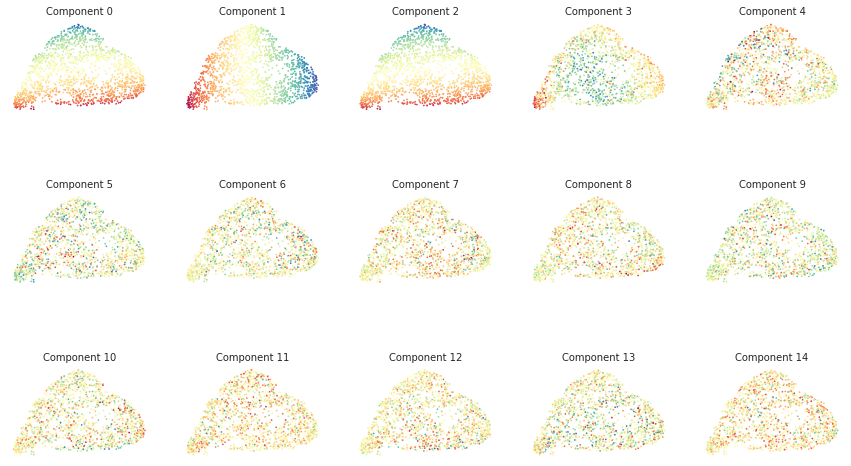 Component 0
Component 1
Component 2
Component 3
Component 4
Component 5
Component 6
Component 7
Component 8
Component 9
Component 10
Component 11
Component 12
Component 13
Component 14